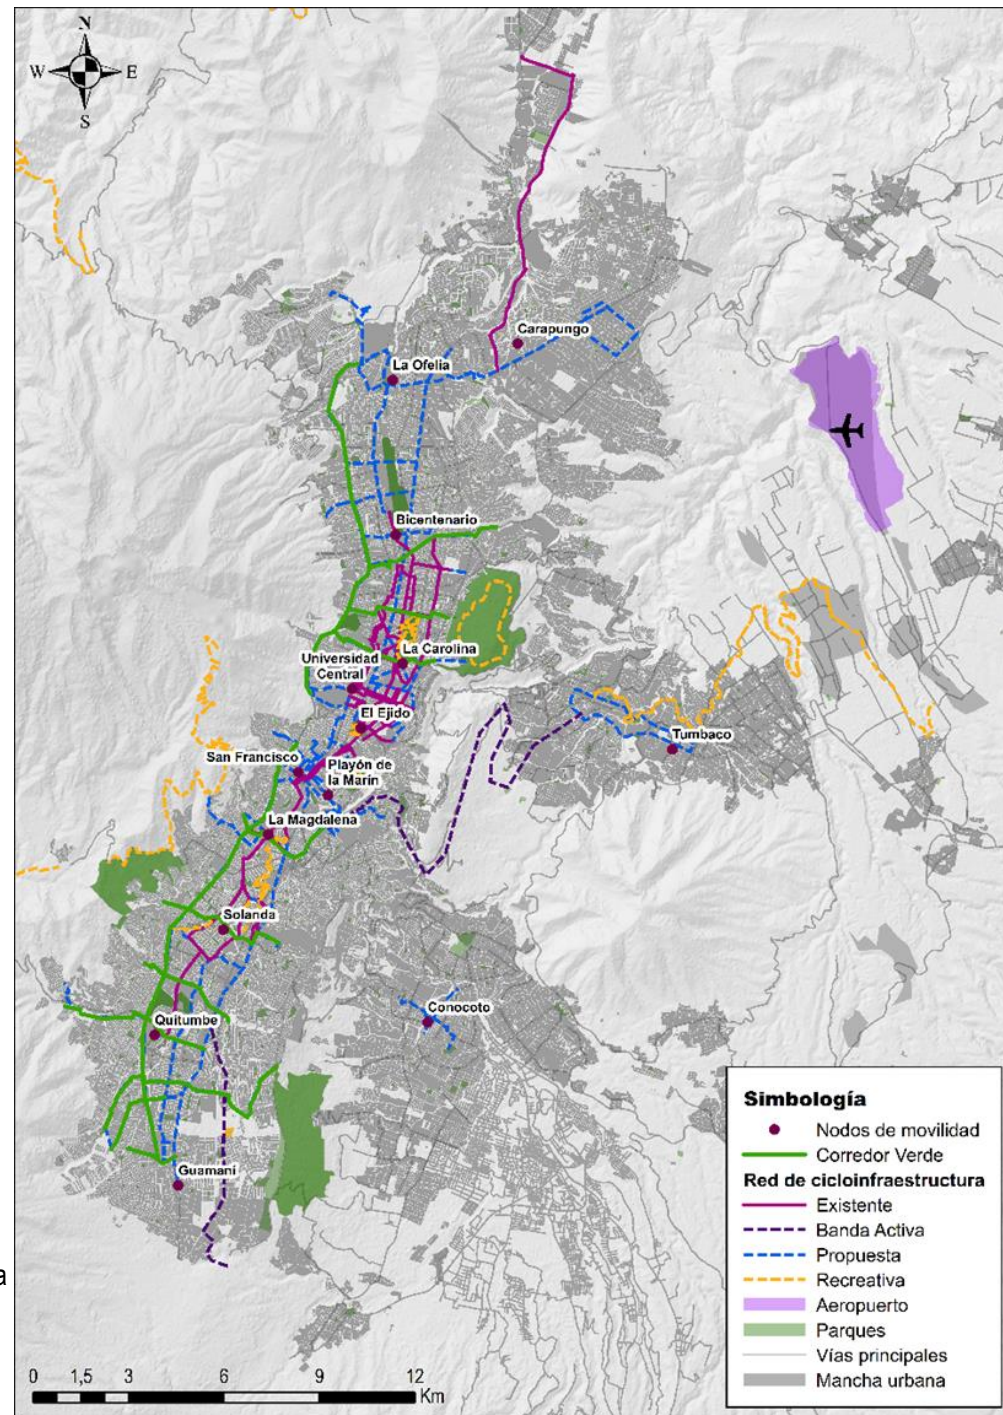 N
W E
S
Carapungo
La Ofelia
Bicentenario
La Carolina
Universidad
Central
El Ejido
San Francisco
Playón de
la Marín
Tumbaco
La Magdalena
Solanda
Conocoto
Quitumbe
Guamaní
a
Simbología
Nodos de movilidad
Corredor Verde
Red de cicloinfraestructura
Existente
Banda Activa
Propuesta
Recreativa
Aeropuerto
Parques
Vías principales
Mancha urbana
0 1,5 3 6 9 12
Km